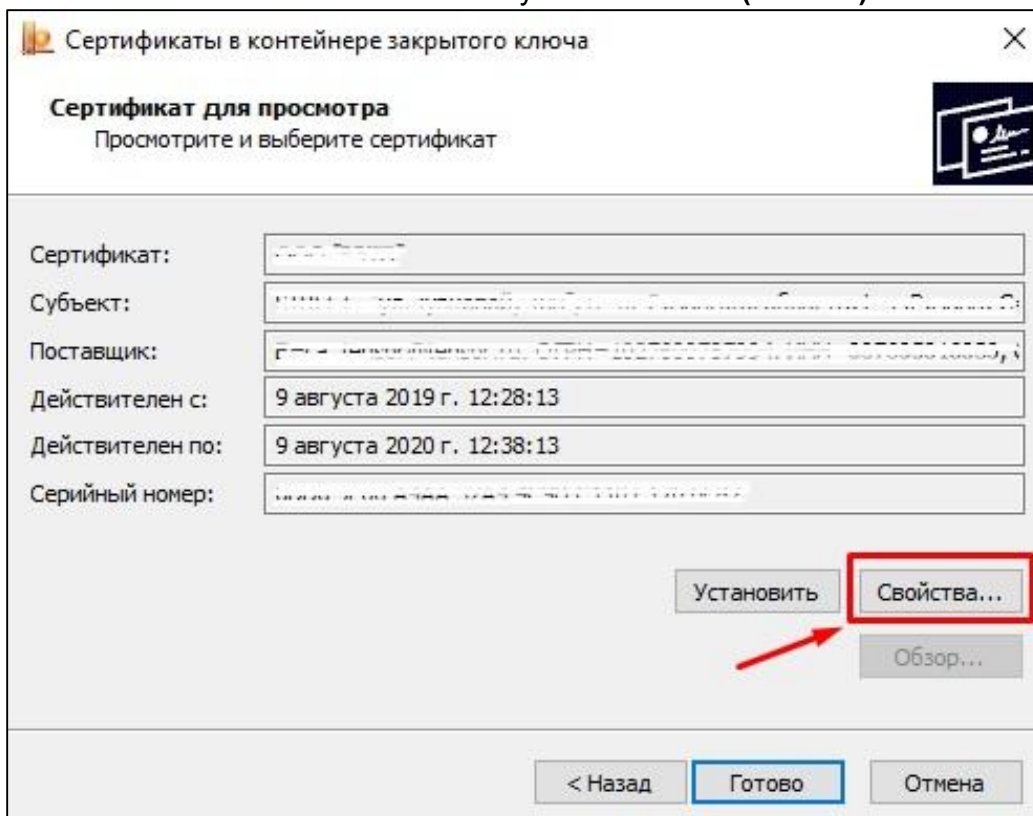 Сертификаты в контейнере закрытого ключа
Сертификат для просмотра
Просмотрите и выберите сертификат
Сертификат:
Субъект:
Поставщик:
Действителен с: 9 августа 2019 г. 12:28:13
Действителен по: 9 августа 2020 г. 12:38:13
Серийный номер:
Установить Свойства...
Обзор...
< Назад Готово Отмена